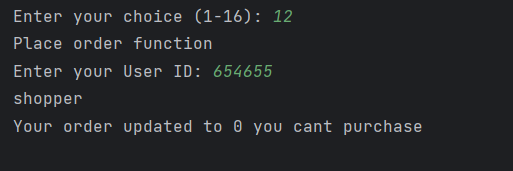 Enter your choice (1-16): 12
Place order function
Enter your User ID: 654655
shopper
Your order updated to 0 you cant purchase